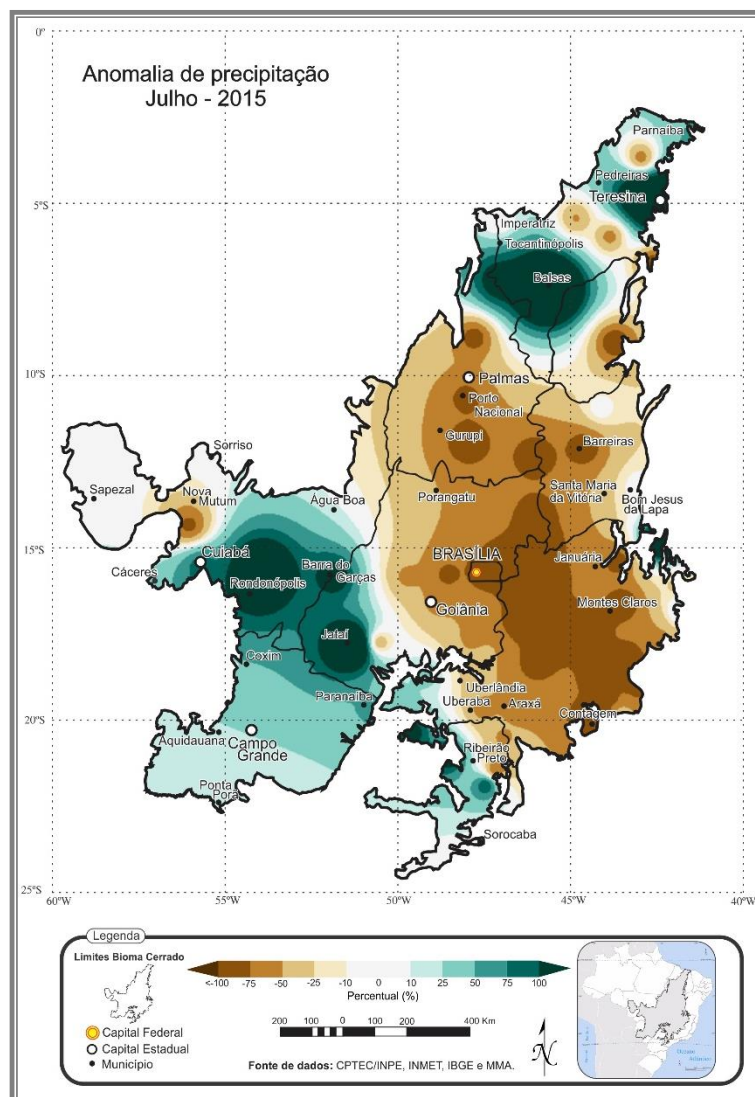 Anomalia de precipitação
Julho - 2015
0°
5°S
10°S
15°S
20°S
25°S
60°W
55°W
50°W
45°W
40°W
Parnaíba
Pedreiras
Teresina
Imperatriz
Tocantinópolis
Balsas
Palmas
Porto
Nacional
Gurupi
Barreiras
Sorriso
Sapezal
Nova
Mutum
Água Boa
Porangatu
Santa Maria
da Vitória
Bom Jesus
da Lapa
Cuiabá
Cáceres
Barra do
Garças
Rondonópolis
BRASÍLIA
Januária
Goiânia
Montes Claros
Jataí
Coxim
Paranaíba
Uberlândia
Uberaba
Araxá
Contagem
Aquidauana
Campo
Grande
Ribeirão
Preto
Ponta
Porã
Sorocaba
Legenda
Limites Bioma Cerrado
<-100 -75 -50 -25 -10 0 10 25 50 75 100
Percentual (%)
Capital Federal
Capital Estadual
Município
200 100 0 100 200 400 Km
N
Fonte de dados: CPTEC/INPE, INMET, IBGE e MMA.